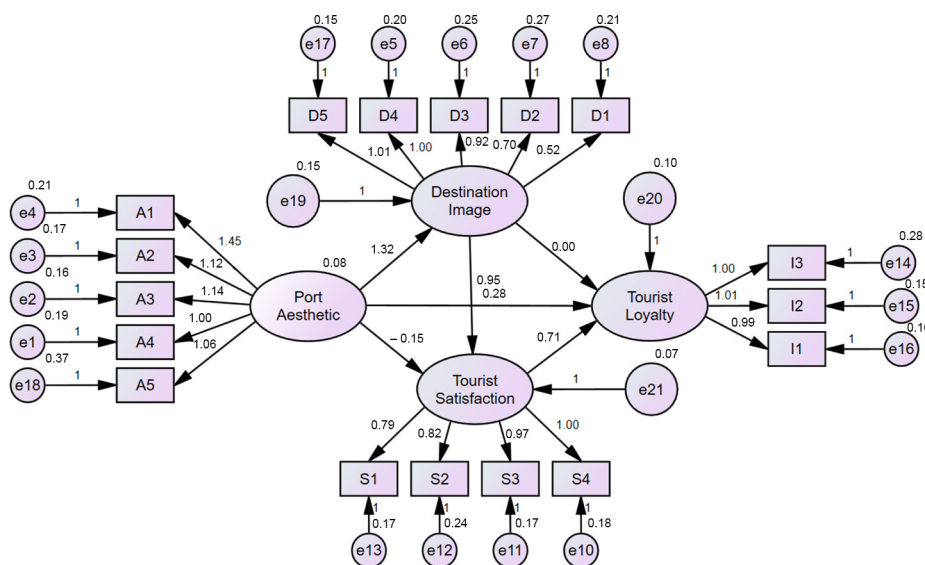 0.15 0.20 0.25 0.27 0.21
e17 e5 e6 e7 e8
1 1 1 1 1
D5 D4 D3 D2 D1
1.01 1.00 0.92 0.70 0.52
0.15
e19
1
Destination
Image
0.10
e20
1
0.21
e4 1 A1
0.17
e3 1 A2
0.16
e2 1 A3
0.19
e1 1 A4
0.37
e18 1 A5
1.45
1.12
1.14
1.00
1.06
0.08
Port
Aesthetic
1.32
0.00
0.95
0.28
– 0.15
0.71
Tourist
Loyalty
1.00
1.01
0.99
I3 1 e14
0.28
I2 1 e15
I1 1 e16
Tourist
Satisfaction
0.07
1 e21
0.79 0.82 0.97 1.00
S1 S2 S3 S4
1 1 1 1
0.17 0.24 0.17 0.18
e13 e12 e11 e10